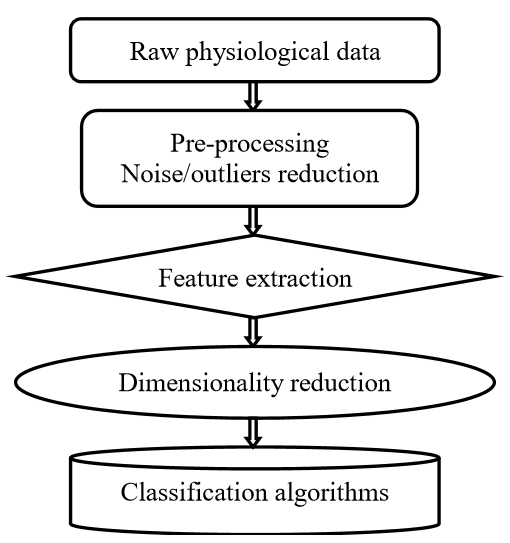 Raw physiological data
Pre-processing
Noise/outliers reduction
Feature extraction
Dimensionality reduction
Classification algorithms